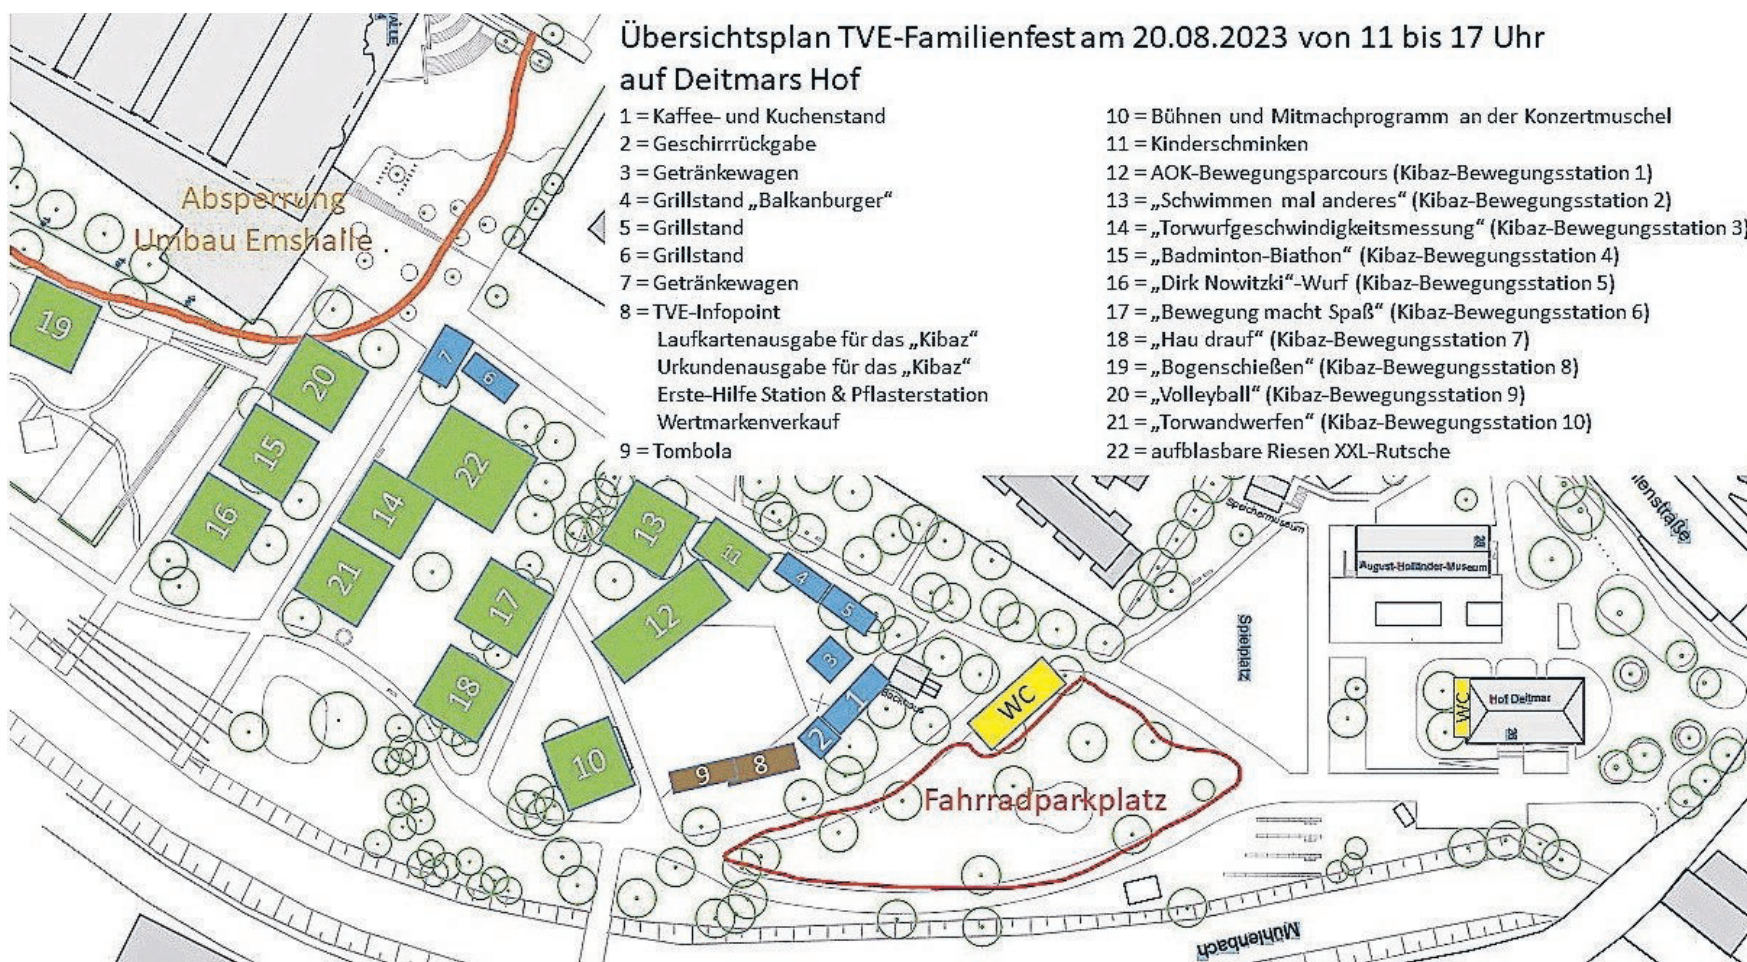 Übersichtsplan TVE-Familienfest am 20.08.2023 von 11 bis 17 Uhr
auf Deitmars Hof
1 = Kaffee- und Kuchenstand
2 = Geschirrrückgabe
3 = Getränkewagen
4 = Grillstand „Balkanburger“
5 = Grillstand
6 = Grillstand
7 = Getränkewagen
8 = TVE-Infopoint
Laufkartenausgabe für das „Kibaz“
Urkundenausgabe für das „Kibaz“
Erste-Hilfe Station & Pflasterstation
Wertmarkenverkauf
9 = Tombola
10 = Bühnen und Mitmachprogramm an der Konzertmuschel
11 = Kinderschminken
12 = AOK-Bewegungsparcours (Kibaz-Bewegungsstation 1)
13 = „Schwimmen mal anderes“ (Kibaz-Bewegungsstation 2)
14 = „Torwurfgeschwindigkeitsmessung“ (Kibaz-Bewegungsstation 3)
15 = „Badminton-Biathon“ (Kibaz-Bewegungsstation 4)
16 = „Dirk Nowitzki“-Wurf (Kibaz-Bewegungsstation 5)
17 = „Bewegung macht Spaß“ (Kibaz-Bewegungsstation 6)
18 = „Hau drauf“ (Kibaz-Bewegungsstation 7)
19 = „Bogenschießen“ (Kibaz-Bewegungsstation 8)
20 = „Volleyball“ (Kibaz-Bewegungsstation 9)
21 = „Torwandwerfen“ (Kibaz-Bewegungsstation 10)
22 = aufblasbare Riesen XXL-Rutsche
Absperrung
Umbau Emshalle
19
20
7
6
15
22
16
14
21
13
11
17
12
4
5
18
3
1
2
10
9
8
Backhaus
WC
Fahrradparkplatz
Speichermuseum
Spielplatz
28
August-Holländer-Museum
WC
Hof Deitmar
26
Mühlenbach